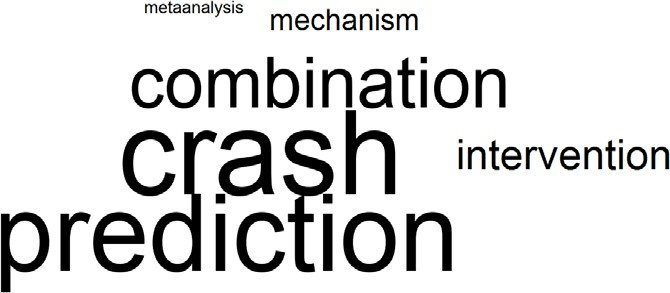 metaanalysis
mechanism
combination
crash
intervention
prediction